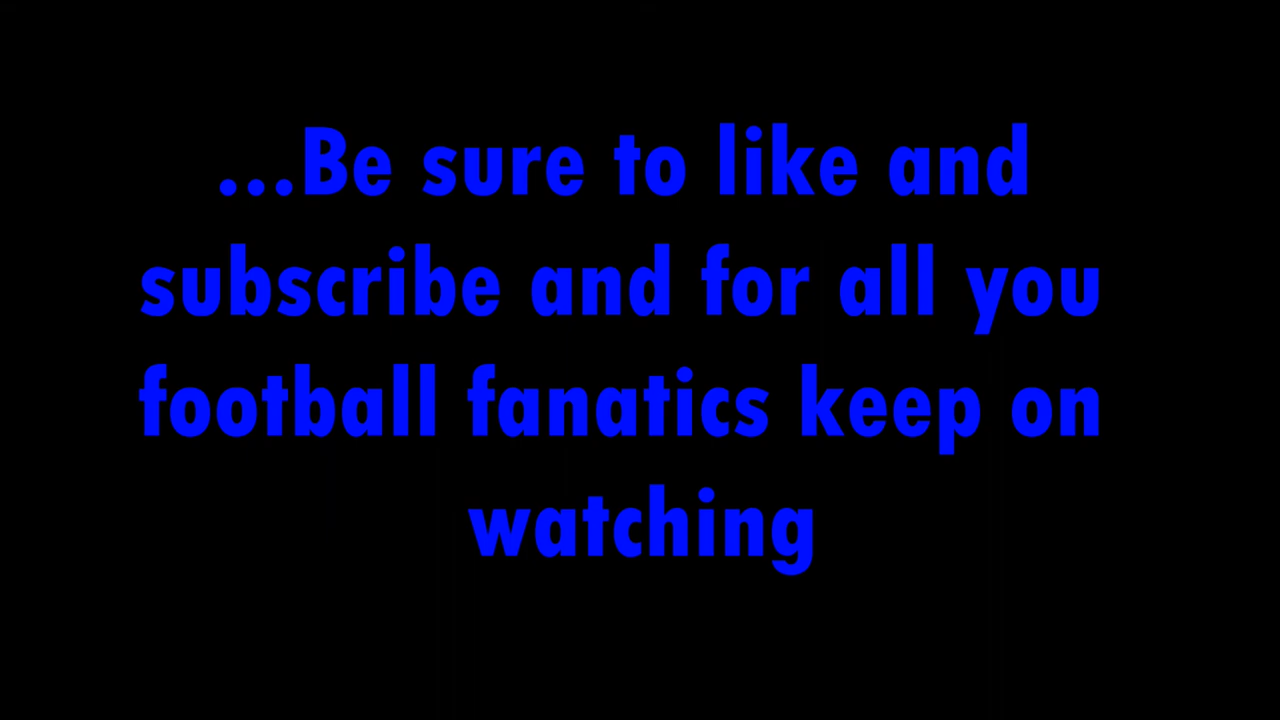 ...Be sure to like and
subscribe and for all you
football fanatics keep on
watching